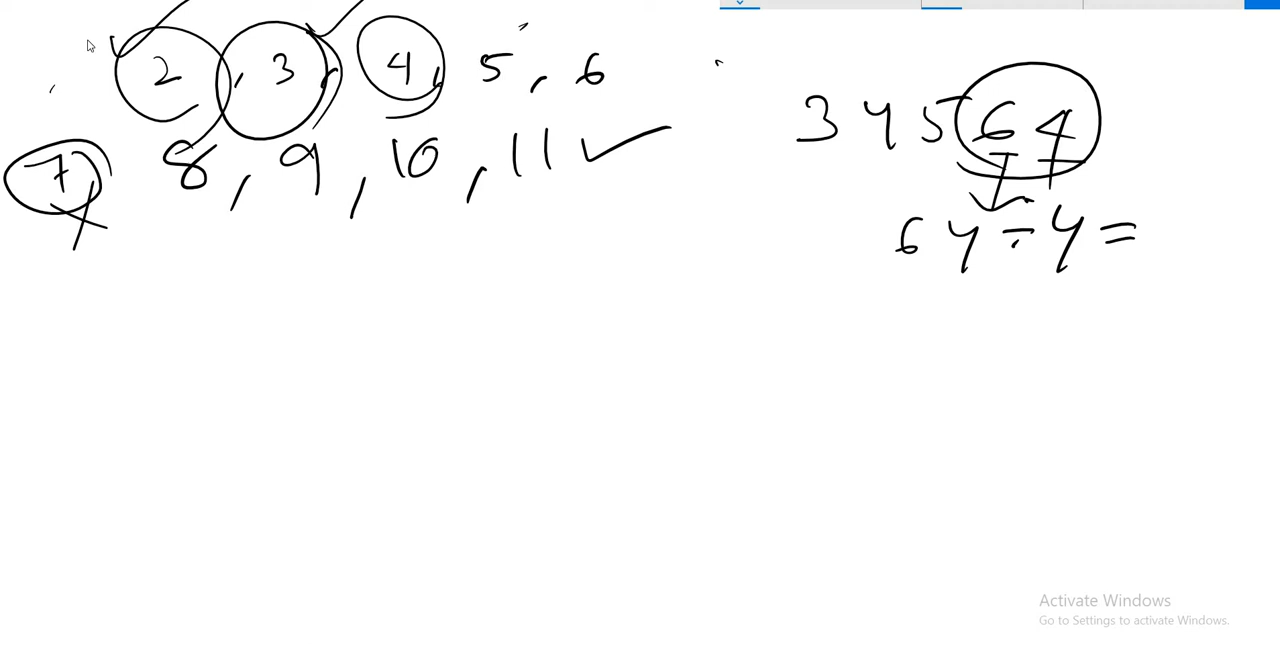 2, 3, 4, 5, 6
7 8, 9, 10, 11
3 4 5 6 4
64 ÷ 4 =
Activate Windows
Go to Settings to activate Windows.